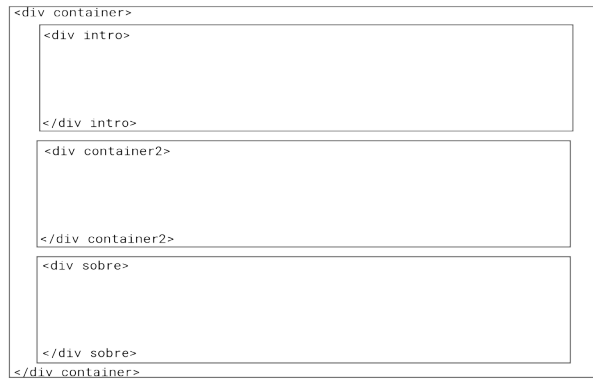 <div container>
<div intro>
</div intro>
<div container2>
</div container2>
<div sobre>
</div sobre>
</div container>